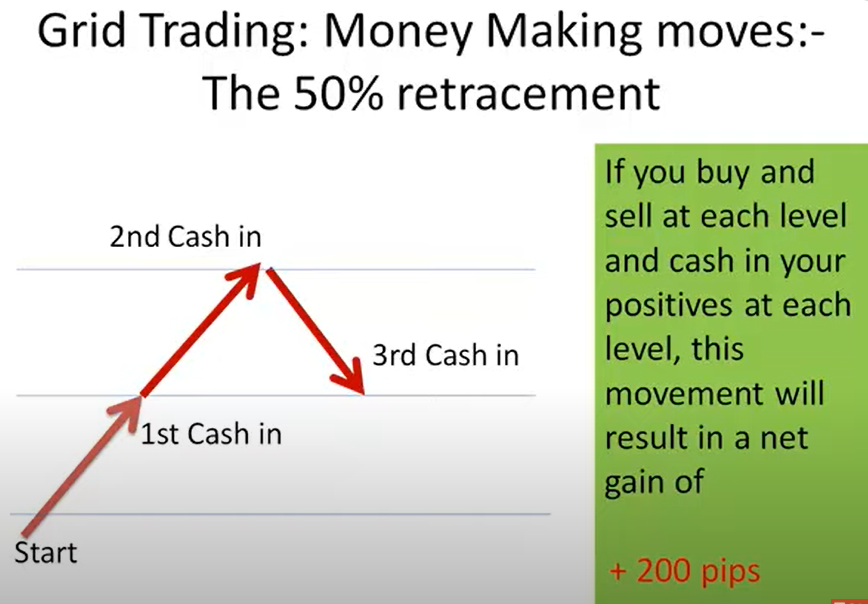 Grid Trading: Money Making moves:-
The 50% retracement
2nd Cash in
3rd Cash in
1st Cash in
Start
If you buy and
sell at each level
and cash in your
positives at each
level, this
movement will
result in a net
gain of
+ 200 pips